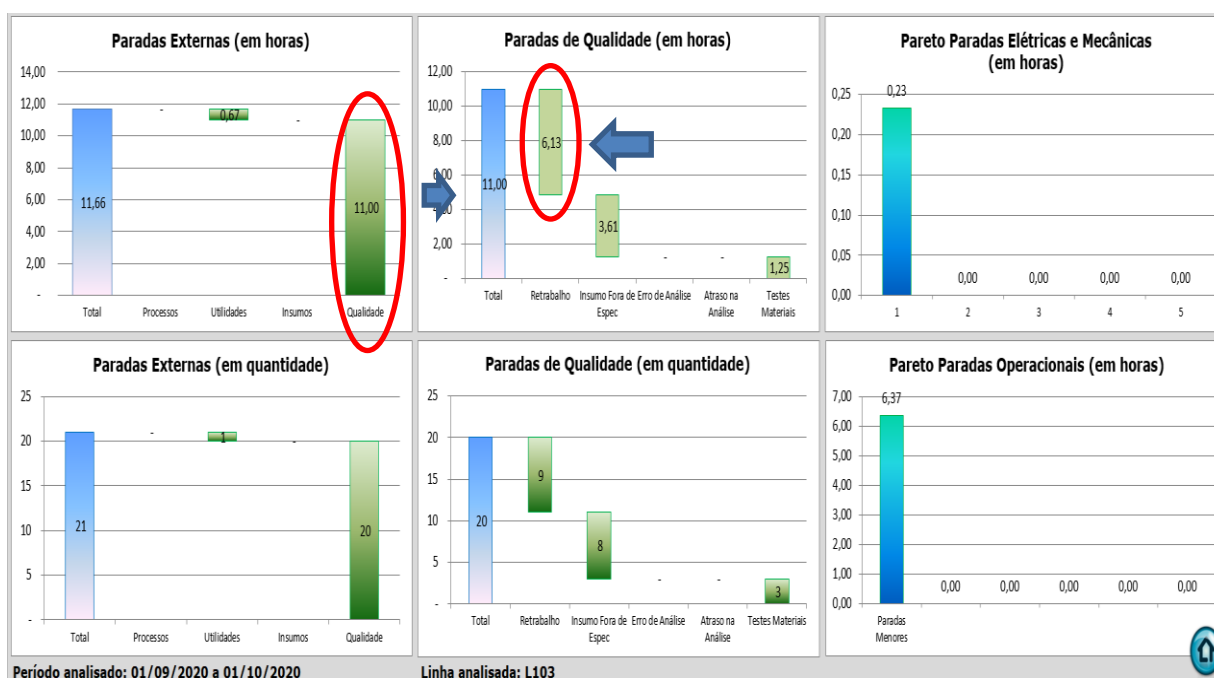 Paradas Externas (em horas)
14,00
12,00
10,00
8,00
6,00
4,00
2,00
-
11,66
-
0,67
-
11,00
Total
Processos
Utilidades
Insumos
Qualidade
Paradas de Qualidade (em horas)
12,00
10,00
8,00
6,00
4,00
2,00
-
11,00
6,13
3,61
-
-
1,25
Total
Retrabalho
Insumo Fora de
Espec
Erro de Análise
Atraso na
Análise
Testes
Materiais
Pareto Paradas Elétricas e Mecânicas
(em horas)
0,25
0,20
0,15
0,10
0,05
0,00
0,23
0,00
0,00
0,00
0,00
1
2
3
4
5
Paradas Externas (em quantidade)
25
20
15
10
5
-
21
-
1
-
20
Total
Processos
Utilidades
Insumos
Qualidade
Paradas de Qualidade (em quantidade)
25
20
15
10
5
-
20
9
8
-
-
3
Total
Retrabalho
Insumo Fora de
Espec
Erro de Análise
Atraso na
Análise
Testes Materiais
Pareto Paradas Operacionais (em horas)
7,00
6,00
5,00
4,00
3,00
2,00
1,00
0,00
6,37
0,00
0,00
0,00
0,00
0,00
Paradas
Menores
Período analisado: 01/09/2020 a 01/10/2020
Linha analisada: L103